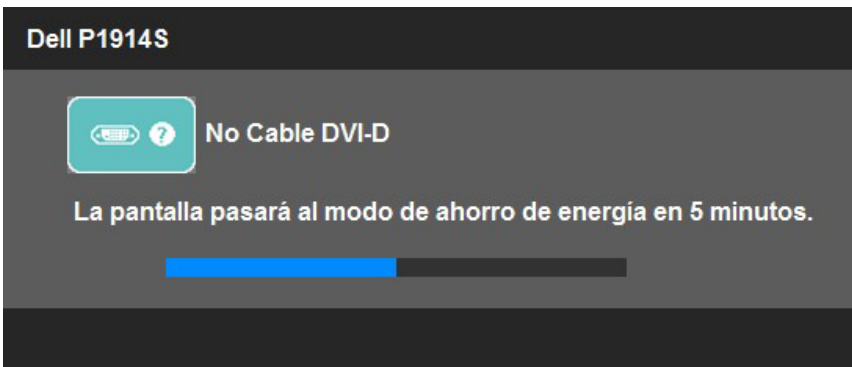 Dell P1914S
No Cable DVI-D
La pantalla pasará al modo de ahorro de energía en 5 minutos.